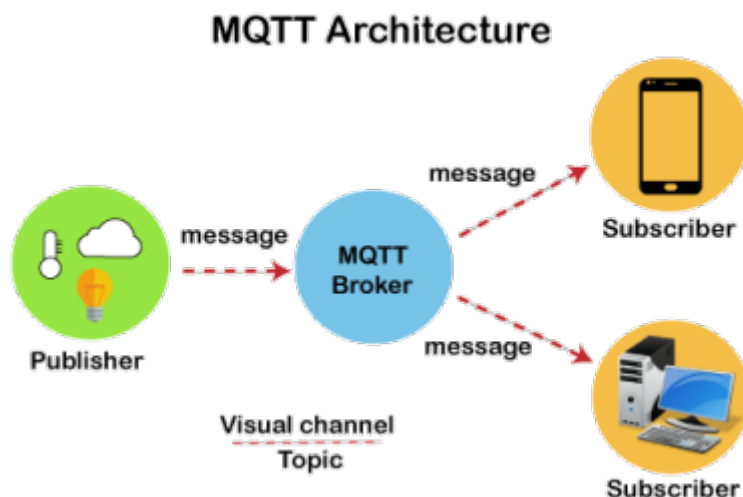 MQTT Architecture
message
Subscriber
message
MQTT
Broker
Publisher
message
Visual channel
Topic
Subscriber